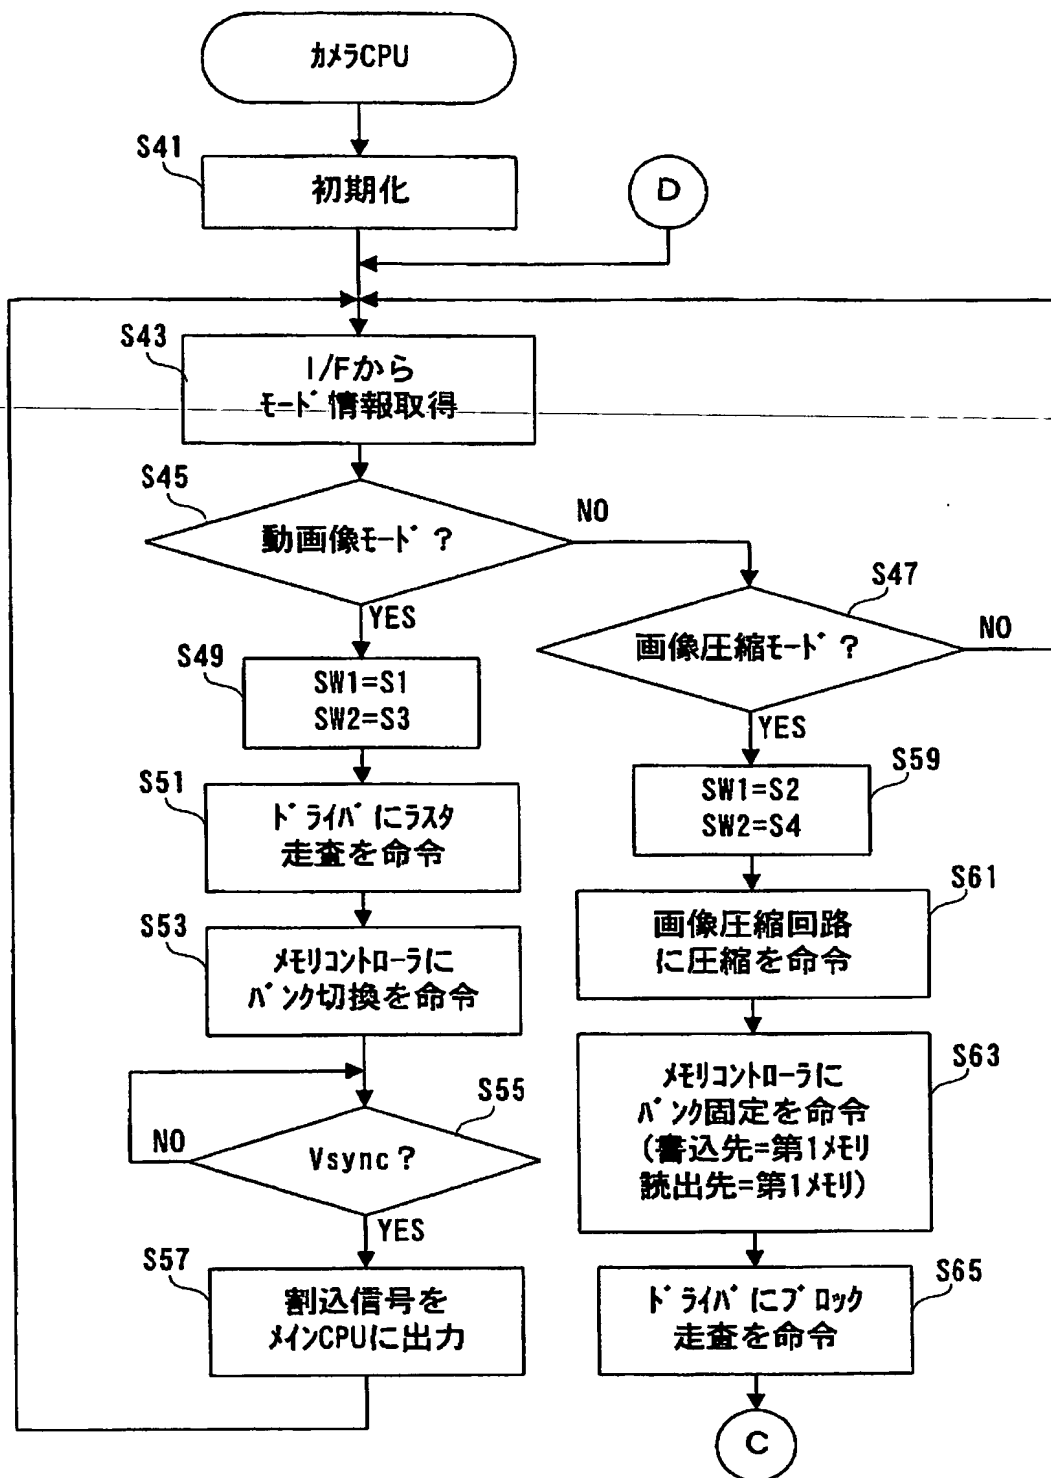 ｶﾒﾗCPU
S41
初期化
D
S43
I/Fから
ﾓｰﾄﾞ情報取得
S45
動画像ﾓｰﾄﾞ?
NO
YES
S47
画像圧縮ﾓｰﾄﾞ?
NO
YES
S49
SW1=S1
SW2=S3
S51
ﾄﾞﾗｲﾊﾞにﾗｽﾀ
走査を命令
S53
ﾒﾓﾘｺﾝﾄﾛｰﾗに
ﾊﾞﾝｸ切換を命令
S55
Vsync?
NO
YES
S57
割込信号を
ﾒｲﾝCPUに出力
S59
SW1=S2
SW2=S4
S61
画像圧縮回路
に圧縮を命令
S63
ﾒﾓﾘｺﾝﾄﾛｰﾗに
ﾊﾞﾝｸ固定を命令
(書込先=第1ﾒﾓﾘ
読出先=第1ﾒﾓﾘ)
S65
ﾄﾞﾗｲﾊﾞにﾌﾞﾛｯｸ
走査を命令
C